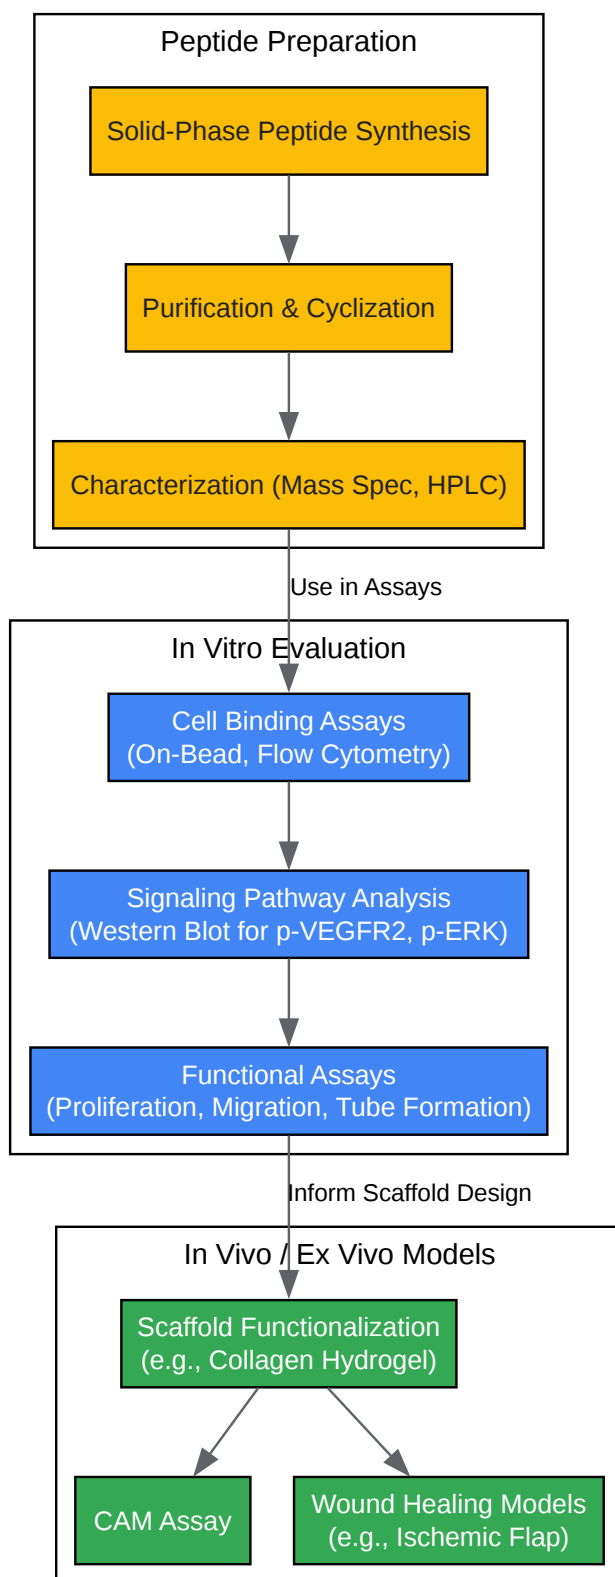 Peptide Preparation
Solid-Phase Peptide Synthesis
Purification & Cyclization
Characterization (Mass Spec, HPLC)
Use in Assays
In Vitro Evaluation
Cell Binding Assays
(On-Bead, Flow Cytometry)
Signaling Pathway Analysis
(Western Blot for p-VEGFR2, p-ERK)
Functional Assays
(Proliferation, Migration, Tube Formation)
Inform Scaffold Design
In Vivo / Ex Vivo Models
Scaffold Functionalization
(e.g., Collagen Hydrogel)
CAM Assay
Wound Healing Models
(e.g., Ischemic Flap)